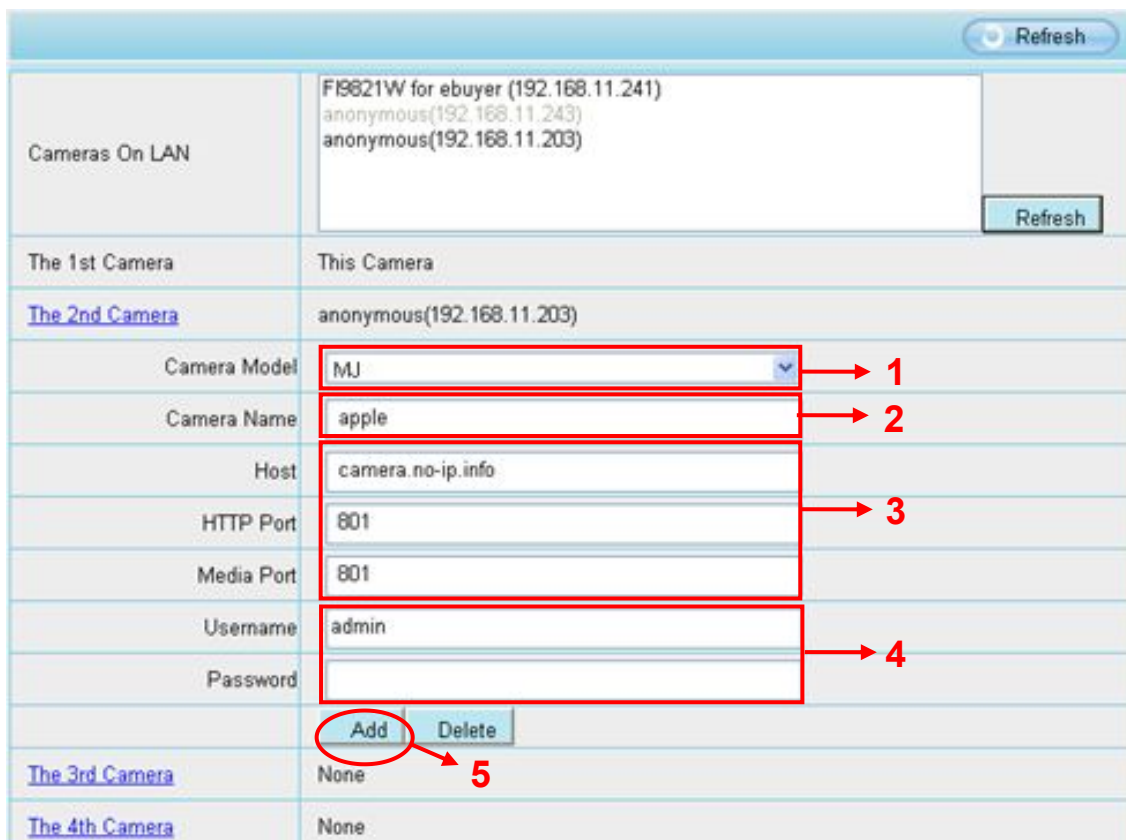 Refresh
Cameras On LAN
FI9821W for ebuyer (192.168.11.241)
anonymous(192.168.11.243)
anonymous(192.168.11.203)
Refresh
The 1st Camera This Camera
The 2nd Camera anonymous(192.168.11.203)
Camera Model MJ 1
Camera Name apple 2
Host camera.no-ip.info
HTTP Port 801 3
Media Port 801
Username admin
4
Password
Add Delete
5
The 3rd Camera None
The 4th Camera None